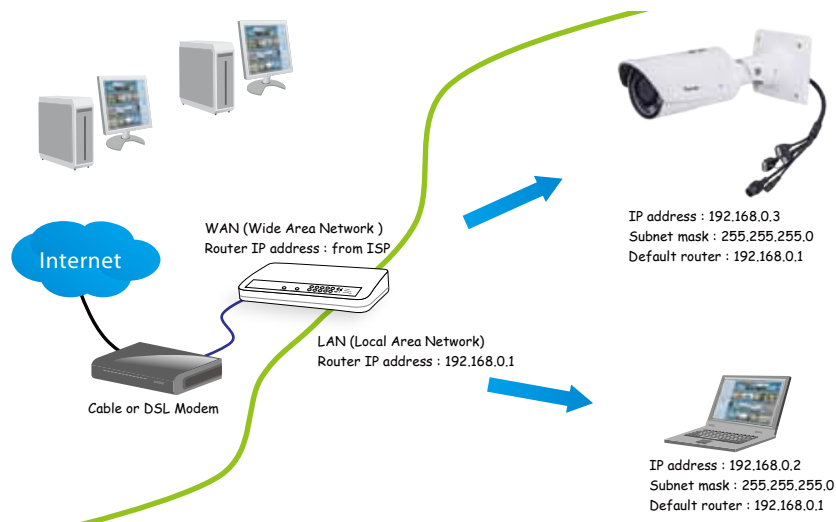 WAN (Wide Area Network )
Router IP address : from ISP
Internet
LAN (Local Area Network)
Router IP address : 192.168.0.1
Cable or DSL Modem
IP address : 192.168.0.3
Subnet mask : 255.255.255.0
Default router : 192.168.0.1
IP address : 192.168.0.2
Subnet mask : 255.255.255.0
Default router : 192.168.0.1